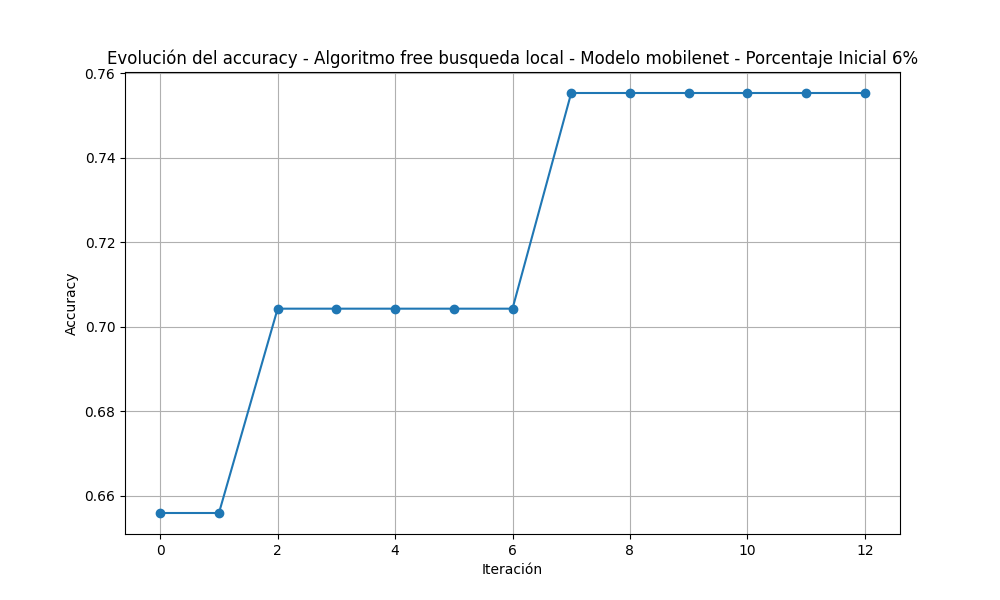 Evolución del accuracy - Algoritmo free busqueda local - Modelo mobilenet - Porcentaje Inicial 6%
0.76
0.74
0.72
0.70
0.68
0.66
Accuracy
0 2 4 6 8 10 12
Iteración